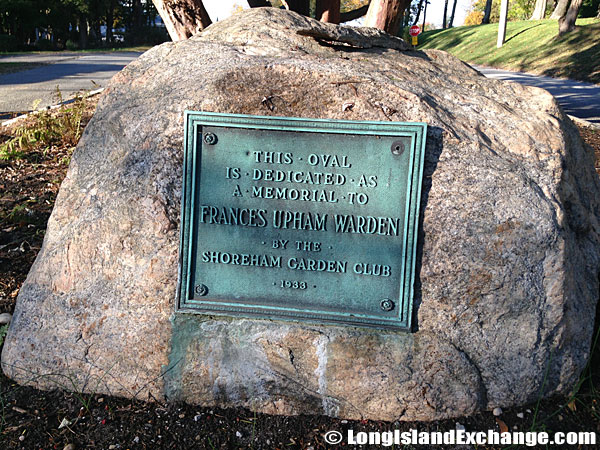 THIS · OVAL
IS · DEDICATED · AS
A · MEMORIAL · TO
FRANCES UPHAM WARDEN
· BY · THE ·
SHOREHAM GARDEN CLUB
· 1933 ·
© LONGISLANDEXCHANGE.COM